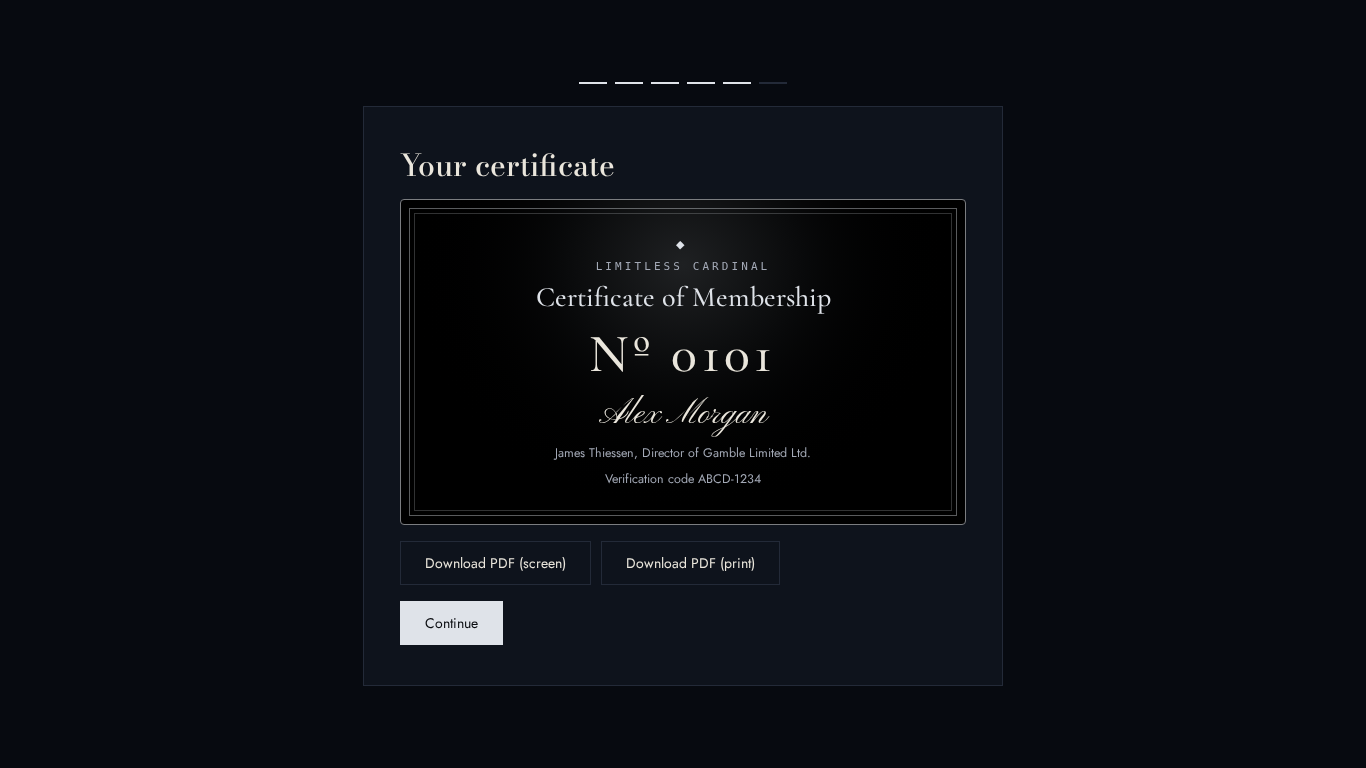 Your certificate
◆
LIMITLESS CARDINAL
Certificate of Membership
Nº 0101
Alex Morgan
James Thiessen, Director of Gamble Limited Ltd.
Verification code ABCD-1234
Download PDF (screen) Download PDF (print)
Continue